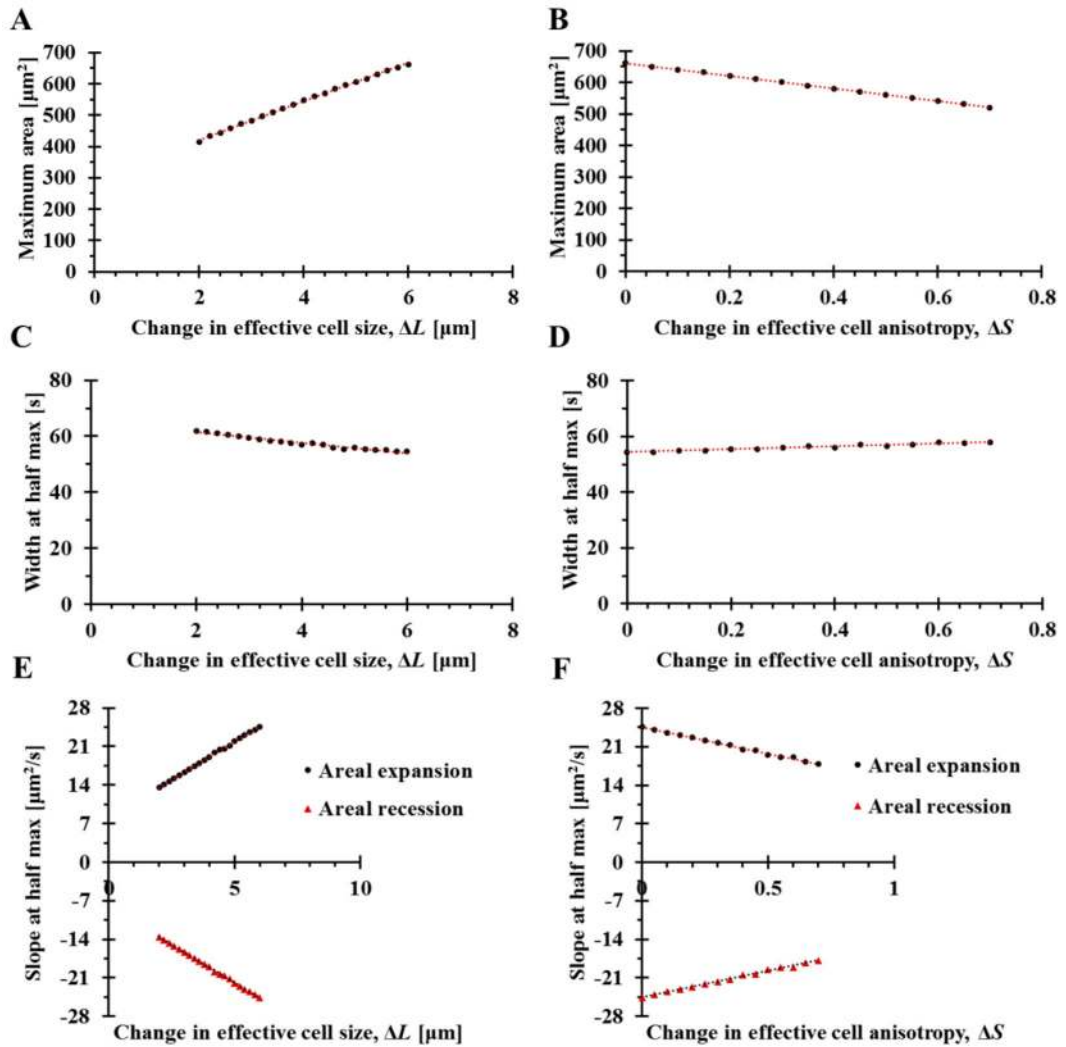 A
Maximum area [µm²]
700
600
500
400
300
200
100
0
0 2 4 6 8
Change in effective cell size, ΔL [µm]
B
Maximum area [µm²]
700
600
500
400
300
200
100
0
0 0.2 0.4 0.6 0.8
Change in effective cell anisotropy, ΔS
C
Width at half max [s]
80
60
40
20
0
0 2 4 6 8
Change in effective cell size, ΔL [µm]
D
Width at half max [s]
80
60
40
20
0
0 0.2 0.4 0.6 0.8
Change in effective cell anisotropy, ΔS
E
Slope at half max [µm²/s]
28
21
14
7
0
-7
-14
-21
-28
0 5 10
Areal expansion
Areal recession
Change in effective cell size, ΔL [µm]
F
Slope at half max [µm²/s]
28
21
14
7
0
-7
-14
-21
-28
0 0.5 1
Areal expansion
Areal recession
Change in effective cell anisotropy, ΔS